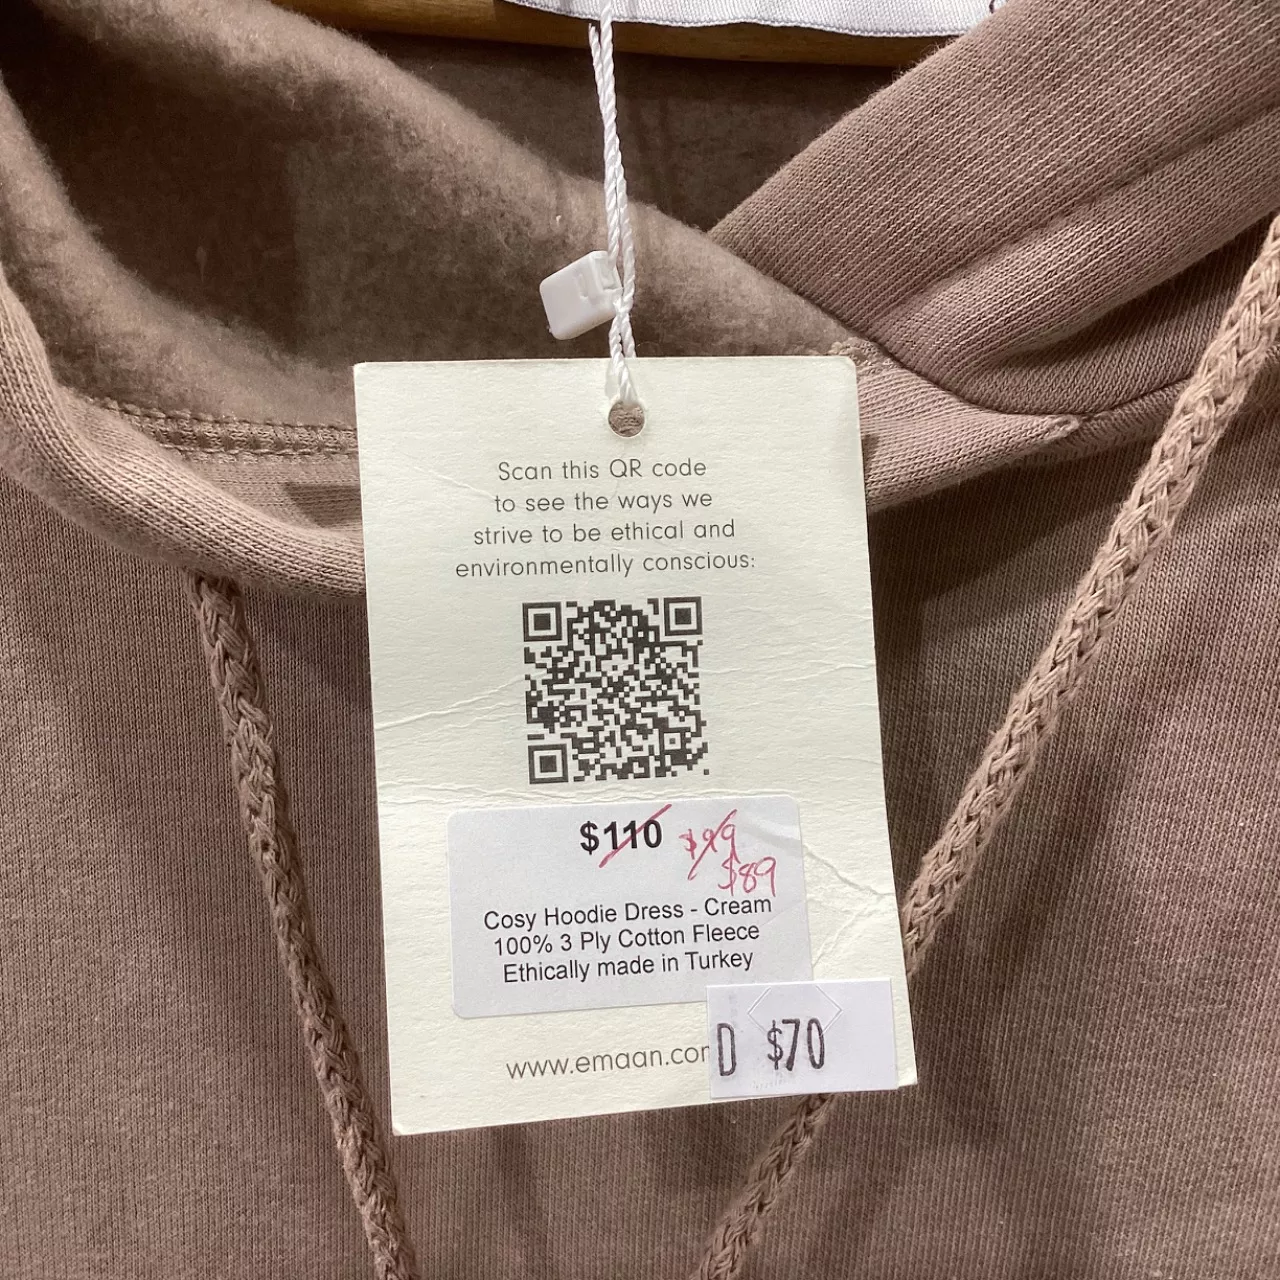 Scan this QR code
to see the ways we
strive to be ethical and
environmentally conscious:
$110 $99
$89
Cosy Hoodie Dress - Cream
100% 3 Ply Cotton Fleece
Ethically made in Turkey
www.emaan.com
D $70